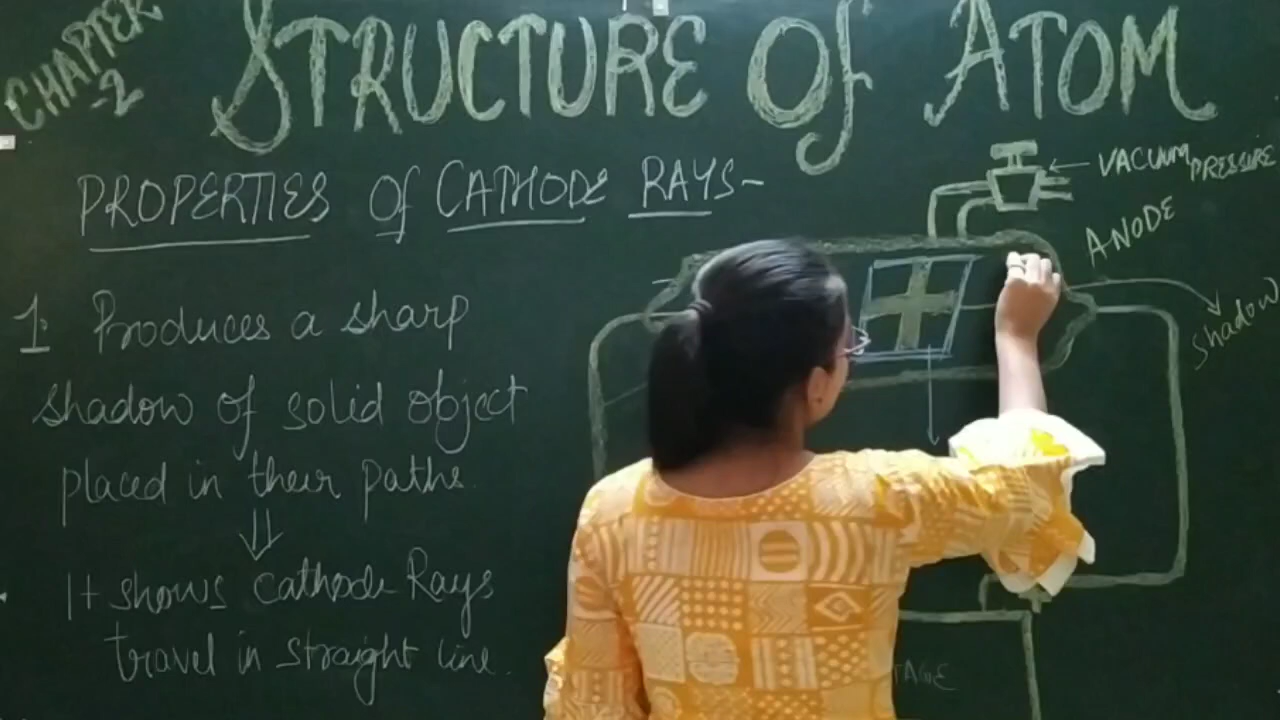 CHAPTER
-2
STRUCTURE Of ATOM
PROPERTIES Of CATHODE RAYS-
VACUUM PRESSURE
ANODE
Shadow
1. Produces a sharp
shadow of solid object
placed in their paths.
It shows Cathode Rays
travel in straight line.